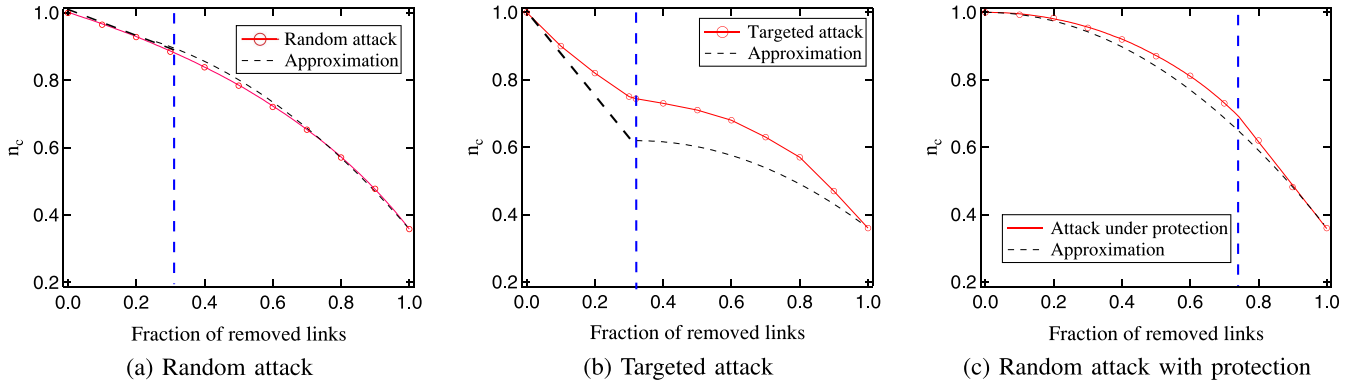 1.0
0.8
0.6
0.4
0.2
n_c
Random attack
Approximation
0.0 0.2 0.4 0.6 0.8 1.0
Fraction of removed links
(a) Random attack
1.0
0.8
0.6
0.4
0.2
n_c
Targeted attack
Approximation
0.0 0.2 0.4 0.6 0.8 1.0
Fraction of removed links
(b) Targeted attack
1.0
0.8
0.6
0.4
0.2
n_c
Attack under protection
Approximation
0.0 0.2 0.4 0.6 0.8 1.0
Fraction of removed links
(c) Random attack with protection